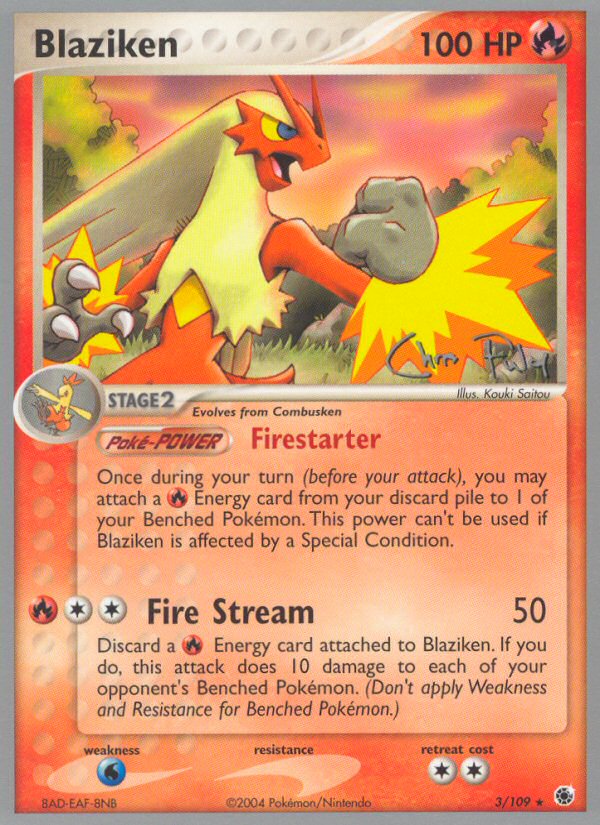 Blaziken
100 HP
Chris Fulop
Illus. Kouki Saitou
STAGE2
Evolves from Combusken
Poké-POWER Firestarter
Once during your turn (before your attack), you may
attach a Energy card from your discard pile to 1 of
your Benched Pokémon. This power can't be used if
Blaziken is affected by a Special Condition.
Fire Stream 50
Discard a Energy card attached to Blaziken. If you
do, this attack does 10 damage to each of your
opponent's Benched Pokémon. (Don't apply Weakness
and Resistance for Benched Pokémon.)
weakness resistance retreat cost
8AD-EAF-8NB ©2004 Pokémon/Nintendo 3/109